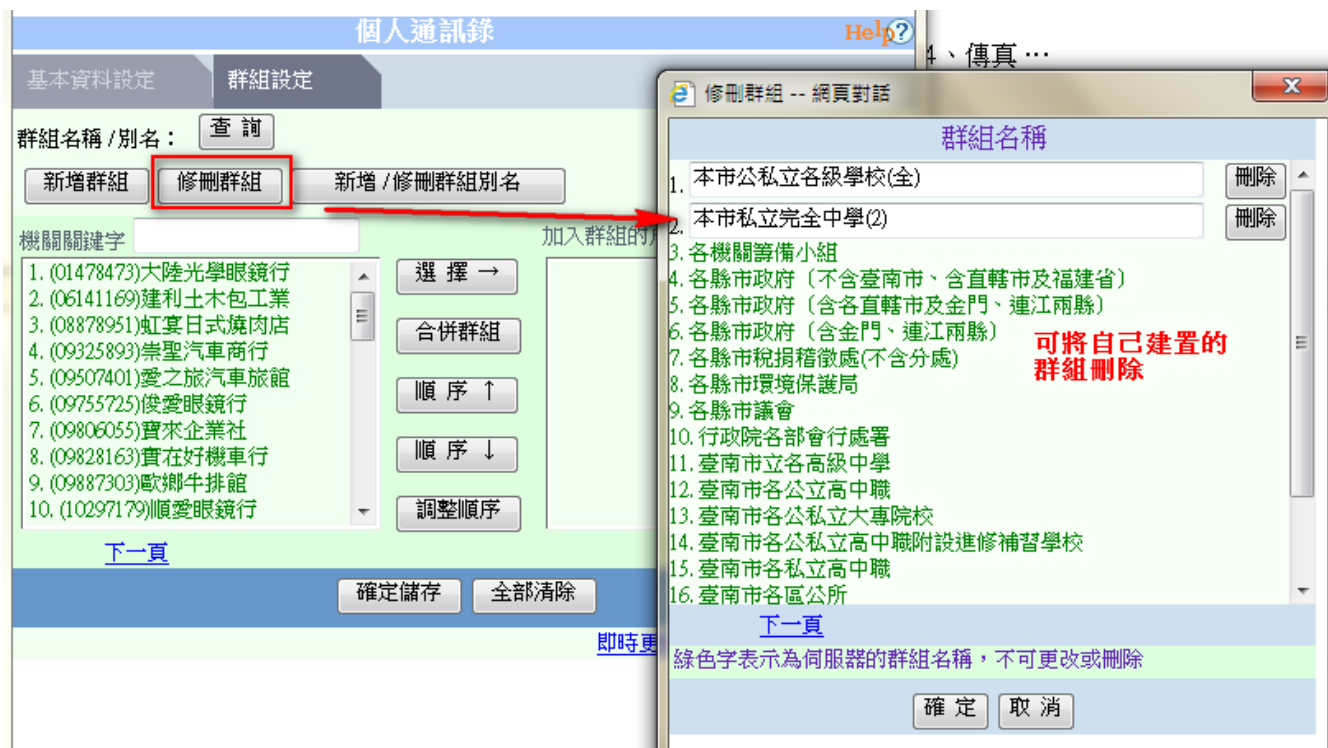 個人通訊錄
Help?
基本資料設定
群組設定
群組名稱 /別名：
查 詢
新增群組
修刪群組
新增 /修刪群組別名
機關關鍵字
加入群組的
1. (01478473)大陸光學眼鏡行
2. (06141169)建利土木包工業
3. (08878951)虹宴日式燒肉店
4. (09325893)崇聖汽車商行
5. (09507401)愛之旅汽車旅館
6. (09755725)俊愛眼鏡行
7. (09806055)寶來企業社
8. (09828163)實在好機車行
9. (09887303)歐鄉牛排館
10. (10297179)順愛眼鏡行
選 擇 →
合併群組
順 序 ↑
順 序 ↓
調整順序
下一頁
確定儲存
全部清除
即時更
4、傳真 …
修刪群組 -- 網頁對話
群組名稱
1. 本市公私立各級學校(全)
刪除
2. 本市私立完全中學(2)
刪除
3. 各機關籌備小組
4. 各縣市政府〔不含臺南市、含直轄市及福建省〕
5. 各縣市政府〔含各直轄市及金門、連江兩縣〕
6. 各縣市政府〔含金門、連江兩縣〕
7. 各縣市稅捐稽徵處(不含分處)
8. 各縣市環境保護局
9. 各縣市議會
10. 行政院各部會行處署
11. 臺南市立各高級中學
12. 臺南市各公立高中職
13. 臺南市各公私立大專院校
14. 臺南市各公私立高中職附設進修補習學校
15. 臺南市各私立高中職
16. 臺南市各區公所
可將自己建置的
群組刪除
下一頁
綠色字表示為伺服器的群組名稱，不可更改或刪除
確 定
取 消